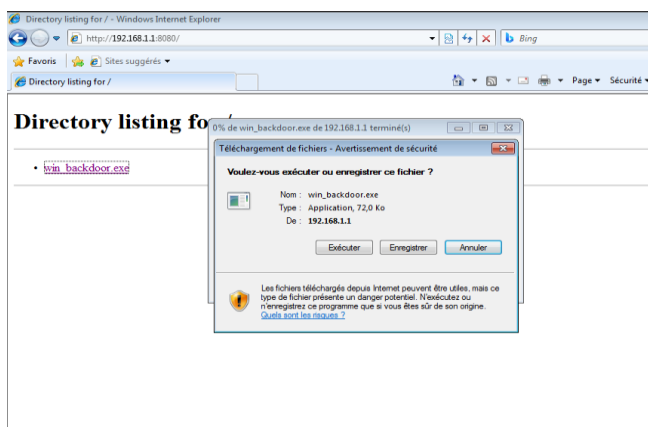 Directory listing for / - Windows Internet Explorer
http://192.168.1.1:8080/
Bing
Favoris Sites suggérés
Directory listing for /
Page Sécurité
Directory listing for /
win_backdoor.exe
0% de win_backdoor.exe de 192.168.1.1 terminé(s)
Téléchargement de fichiers - Avertissement de sécurité
Voulez-vous exécuter ou enregistrer ce fichier ?
Nom : win_backdoor.exe
Type : Application, 72,0 Ko
De : 192.168.1.1
Exécuter Enregistrer Annuler
Les fichiers téléchargés depuis Internet peuvent être utiles, mais ce
type de fichier présente un danger potentiel. N'exécutez ou
n'enregistrez ce programme que si vous êtes sûr de son origine.
Quels sont les risques ?